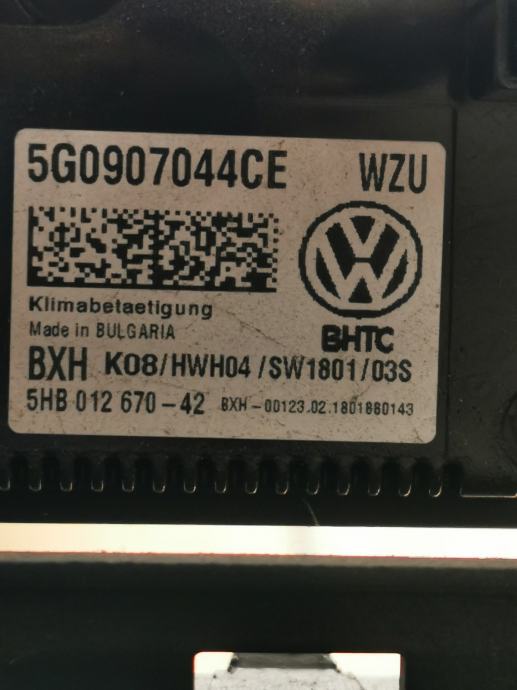 5G0907044CE WZU
Klimabetaetigung
Made in BULGARIA
BHTC
BXH K08/HWH04/SW1801/03S
5HB 012 670-42 BXH-00123.02.1801880143